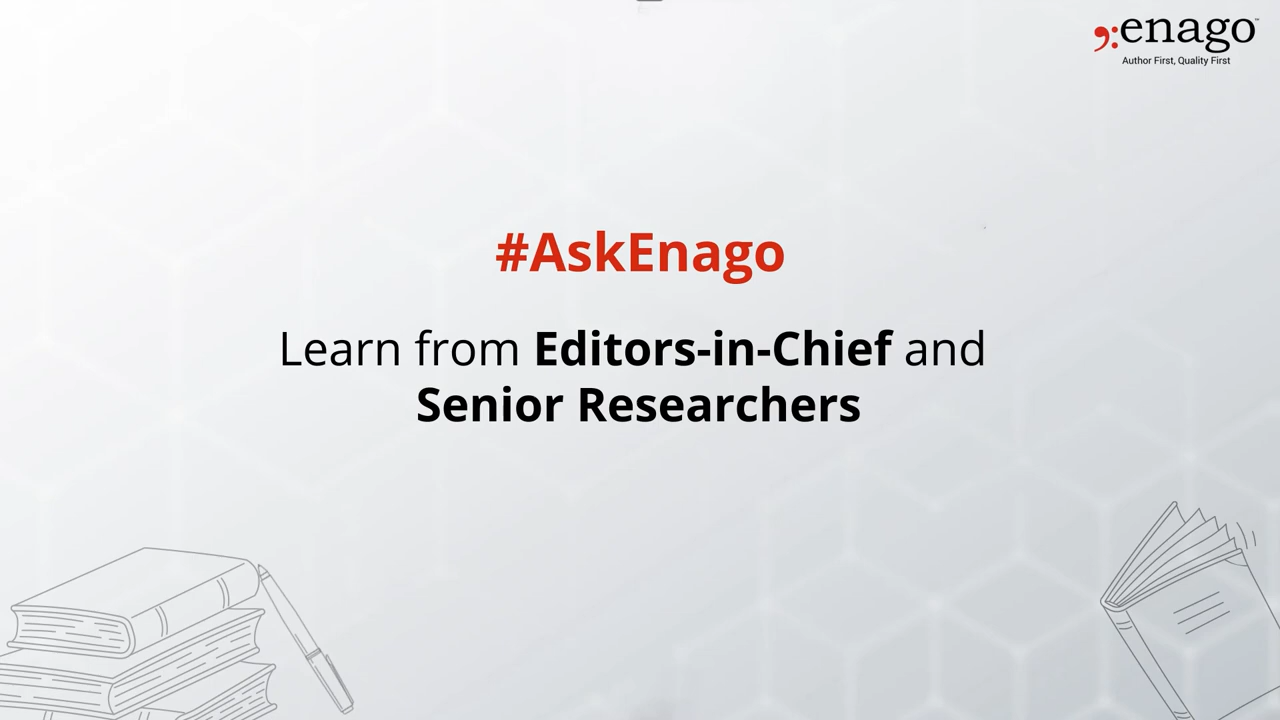 enago
Author First, Quality First
#AskEnago
Learn from Editors-in-Chief and
Senior Researchers